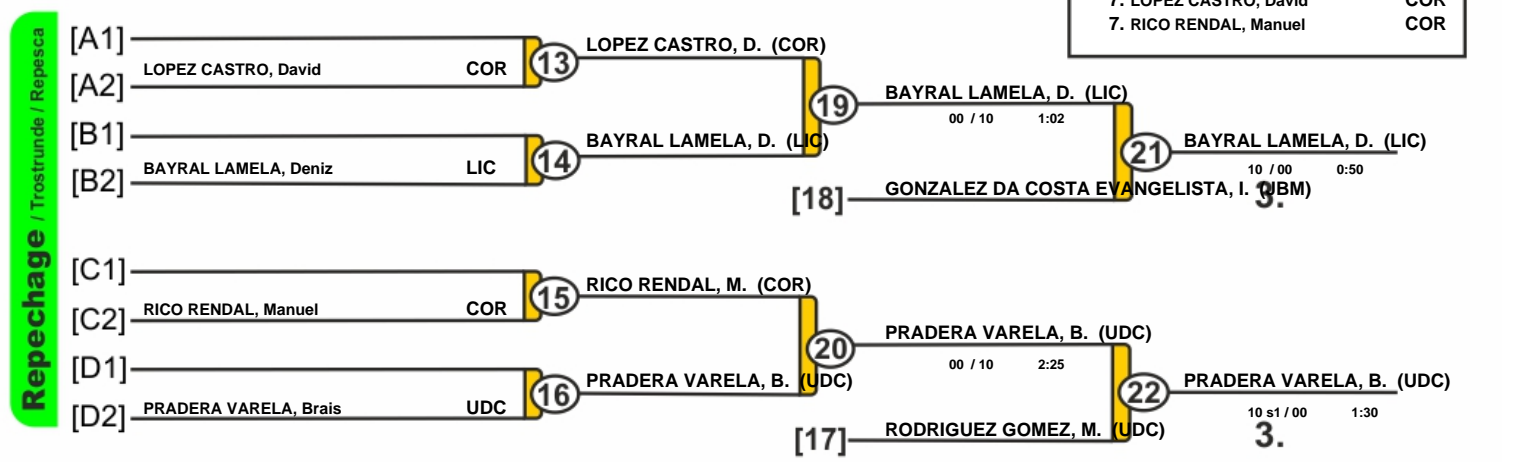 7. LOPEZ CASTRO, David COR
7. RICO RENDAL, Manuel COR
Repechage / Trostrunde / Repesca
[A1]
LOPEZ CASTRO, David COR
[A2]
13
LOPEZ CASTRO, D. (COR)
[B1]
BAYRAL LAMELA, Deniz LIC
[B2]
14
BAYRAL LAMELA, D. (LIC)
19
BAYRAL LAMELA, D. (LIC)
00 / 10 1:02
[18]
GONZALEZ DA COSTA EVANGELISTA, I. (JBM)
21
BAYRAL LAMELA, D. (LIC)
10 / 00 0:50
3.
[C1]
RICO RENDAL, Manuel COR
[C2]
15
RICO RENDAL, M. (COR)
[D1]
PRADERA VARELA, Brais UDC
[D2]
16
PRADERA VARELA, B. (UDC)
20
PRADERA VARELA, B. (UDC)
00 / 10 2:25
[17]
RODRIGUEZ GOMEZ, M. (UDC)
22
PRADERA VARELA, B. (UDC)
10 s1 / 00 1:30
3.